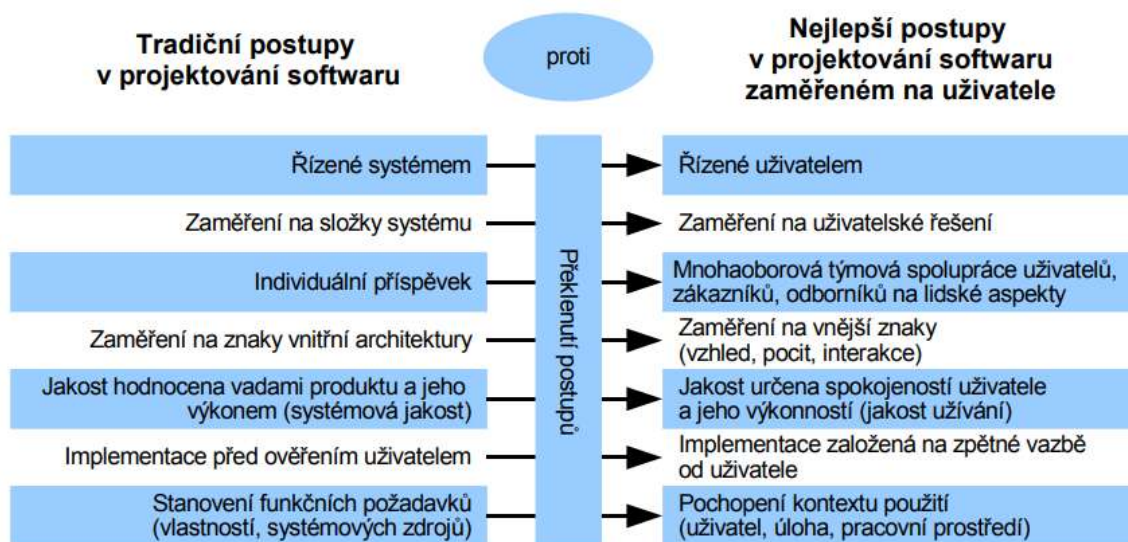 Tradiční postupy
v projektování softwaru
proti
Nejlepší postupy
v projektování softwaru
zaměřeném na uživatele
Řízené systémem
Řízené uživatelem
Zaměření na složky systému
Zaměření na uživatelské řešení
Individuální příspěvek
Mnohaoborová týmová spolupráce uživatelů,
zákazníků, odborníků na lidské aspekty
Zaměření na znaky vnitřní architektury
Zaměření na vnější znaky
(vzhled, pocit, interakce)
Jakost hodnocena vadami produktu a jeho
výkonem (systémová jakost)
Jakost určena spokojeností uživatele
a jeho výkonností (jakost užívání)
Implementace před ověřením uživatelem
Implementace založená na zpětné vazbě
od uživatele
Stanovení funkčních požadavků
(vlastností, systémových zdrojů)
Pochopení kontextu použití
(uživatel, úloha, pracovní prostředí)
Překlenutí postupů